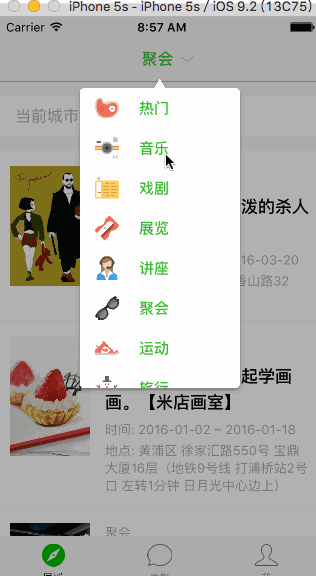 iPhone 5s - iPhone 5s / iOS 9.2 (13C75)
Carrier
8:57 AM
聚会
当前城市
热门
音乐
戏剧
展览
讲座
聚会
运动
旅行
泼的杀人
16-03-20
香山路32
起学画
画。【米店画室】
时间: 2016-01-02 ~ 2016-01-18
地点: 黄浦区 徐家汇路550号 宝鼎
大厦16层（地铁9号线 打浦桥站2号
口 左转1分钟 日月光中心边上）
聚会
我